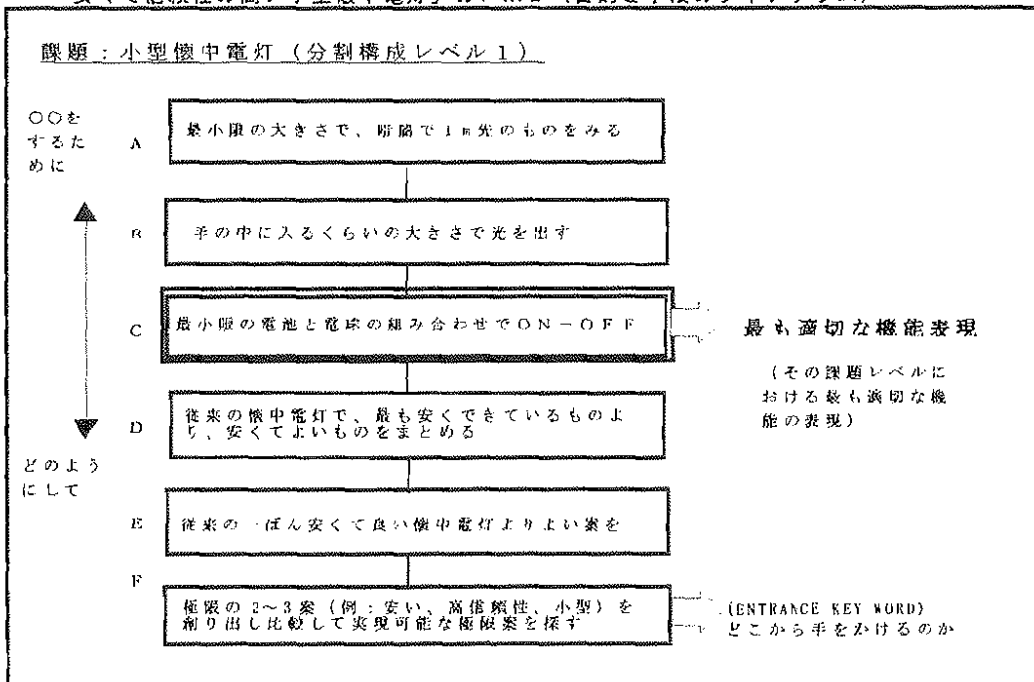 課題：小型懐中電灯（分割構成レベル1）
○○を
するた
めに
A
最小限の大きさで、暗闇で1m先のものをみる
B
手の中に入るくらいの大きさで光を出す
C
最小限の電池と電球の組み合わせでON－OFF
最も適切な機能表現
（その課題レベルに
おける最も適切な機
能の表現）
D
従来の懐中電灯で、最も安くできているものよ
り、安くてよいものをまとめる
どのよう
にして
E
従来の一ばん安くて良い懐中電灯よりよい案を
F
極限の2～3案（例：安い、高信頼性、小型）を
創り出し比較して実現可能な極限案を探す
(ENTRANCE KEY WORD)
どこから手をかけるのか